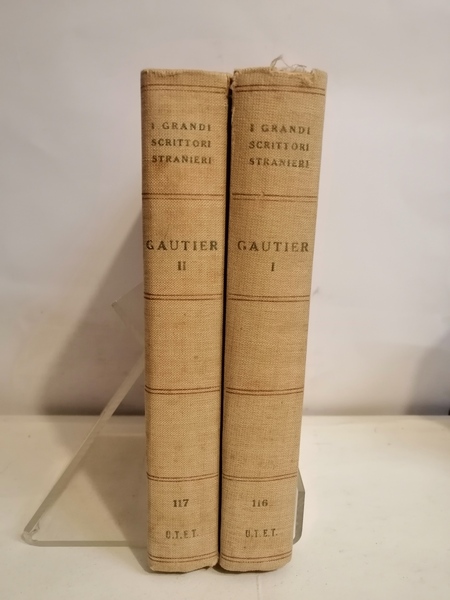 I GRANDI
SCRITTORI
STRANIERI
GAUTIER
II
117
U.T.E.T.
I GRANDI
SCRITTORI
STRANIERI
GAUTIER
I
116
U.T.E.T.